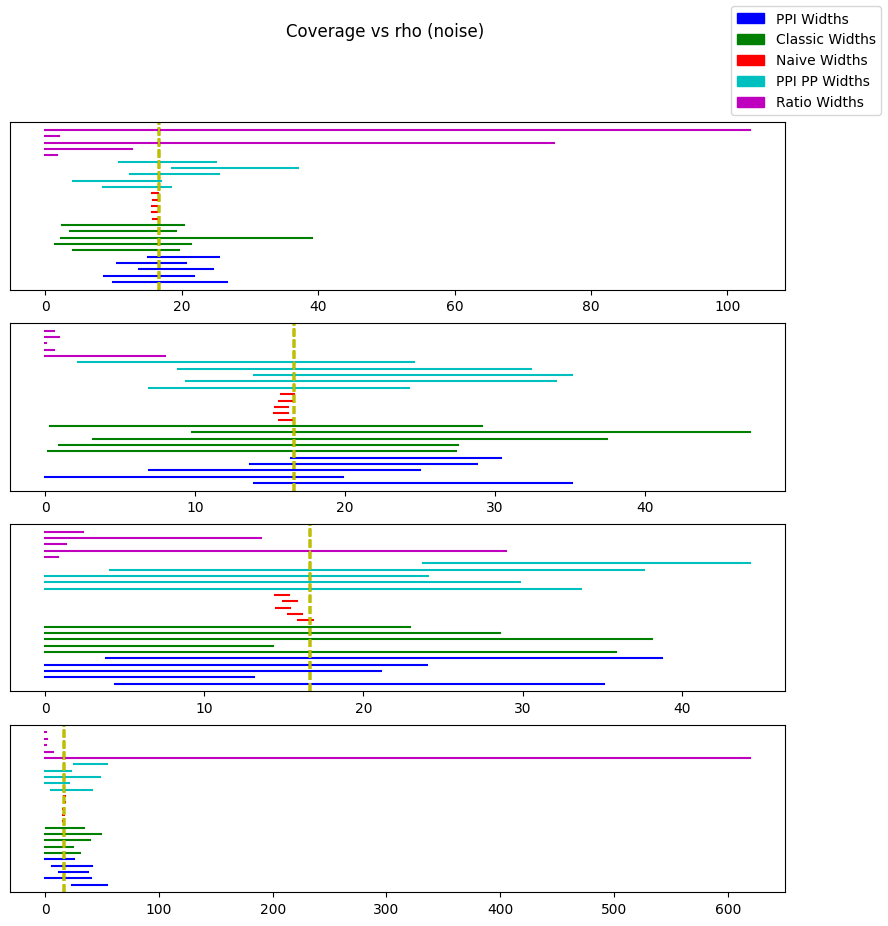 Coverage vs rho (noise)
PPI Widths
Classic Widths
Naive Widths
PPI PP Widths
Ratio Widths
0 20 40 60 80 100
0 10 20 30 40
0 10 20 30 40
0 100 200 300 400 500 600